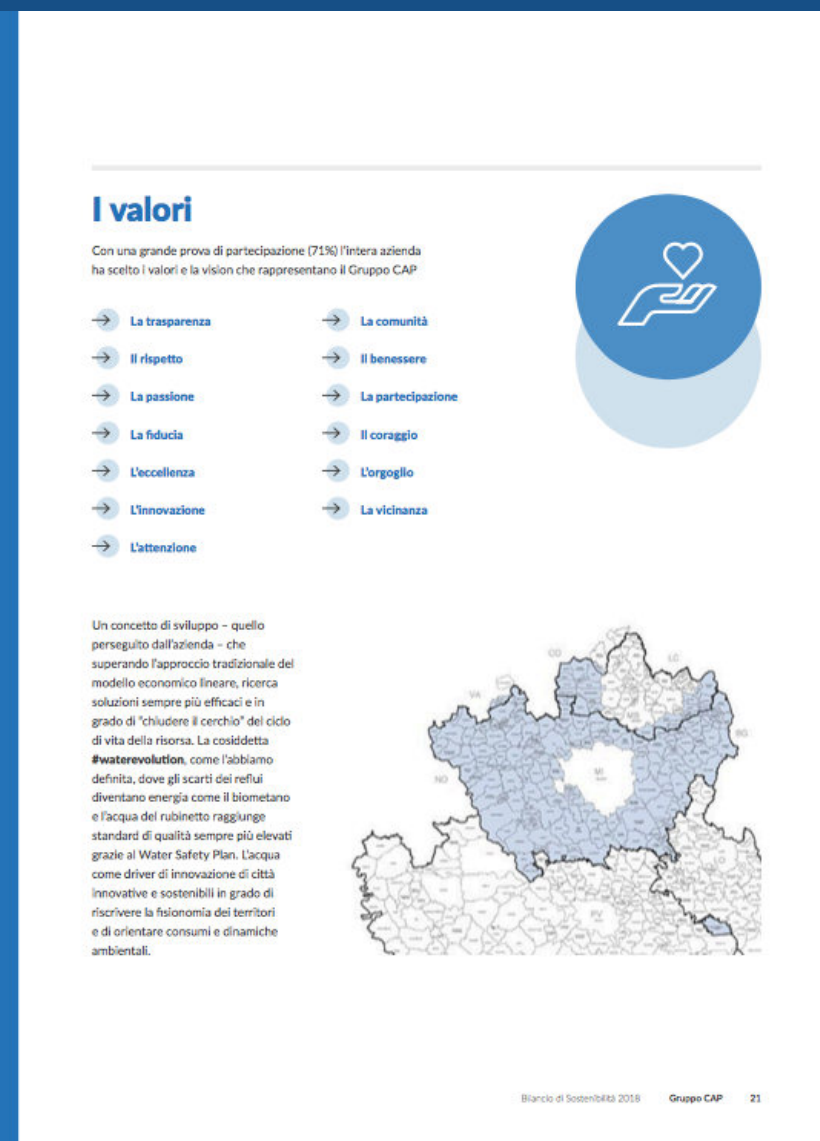 I valori
Con una grande prova di partecipazione (71%) l'intera azienda
ha scelto i valori e la vision che rappresentano il Gruppo CAP
La trasparenza
Il rispetto
La passione
La fiducia
L'eccellenza
L'innovazione
L'attenzione
La comunità
Il benessere
La partecipazione
Il coraggio
L'orgoglio
La vicinanza
Un concetto di sviluppo – quello
perseguito dall'azienda – che
superando l'approccio tradizionale del
modello economico lineare, ricerca
soluzioni sempre più efficaci e in
grado di "chiudere il cerchio" del ciclo
di vita della risorsa. La cosiddetta
#waterevolution, come l'abbiamo
definita, dove gli scarti dei reflui
diventano energia come il biometano
e l'acqua del rubinetto raggiunge
standard di qualità sempre più elevati
grazie al Water Safety Plan. L'acqua
come driver di innovazione di città
innovative e sostenibili in grado di
riscrivere la fisionomia dei territori
e di orientare consumi e dinamiche
ambientali.
CO
LC
VA
BG
NO
MI
LO
PV
Bilancio di Sostenibilità 2018 Gruppo CAP 21